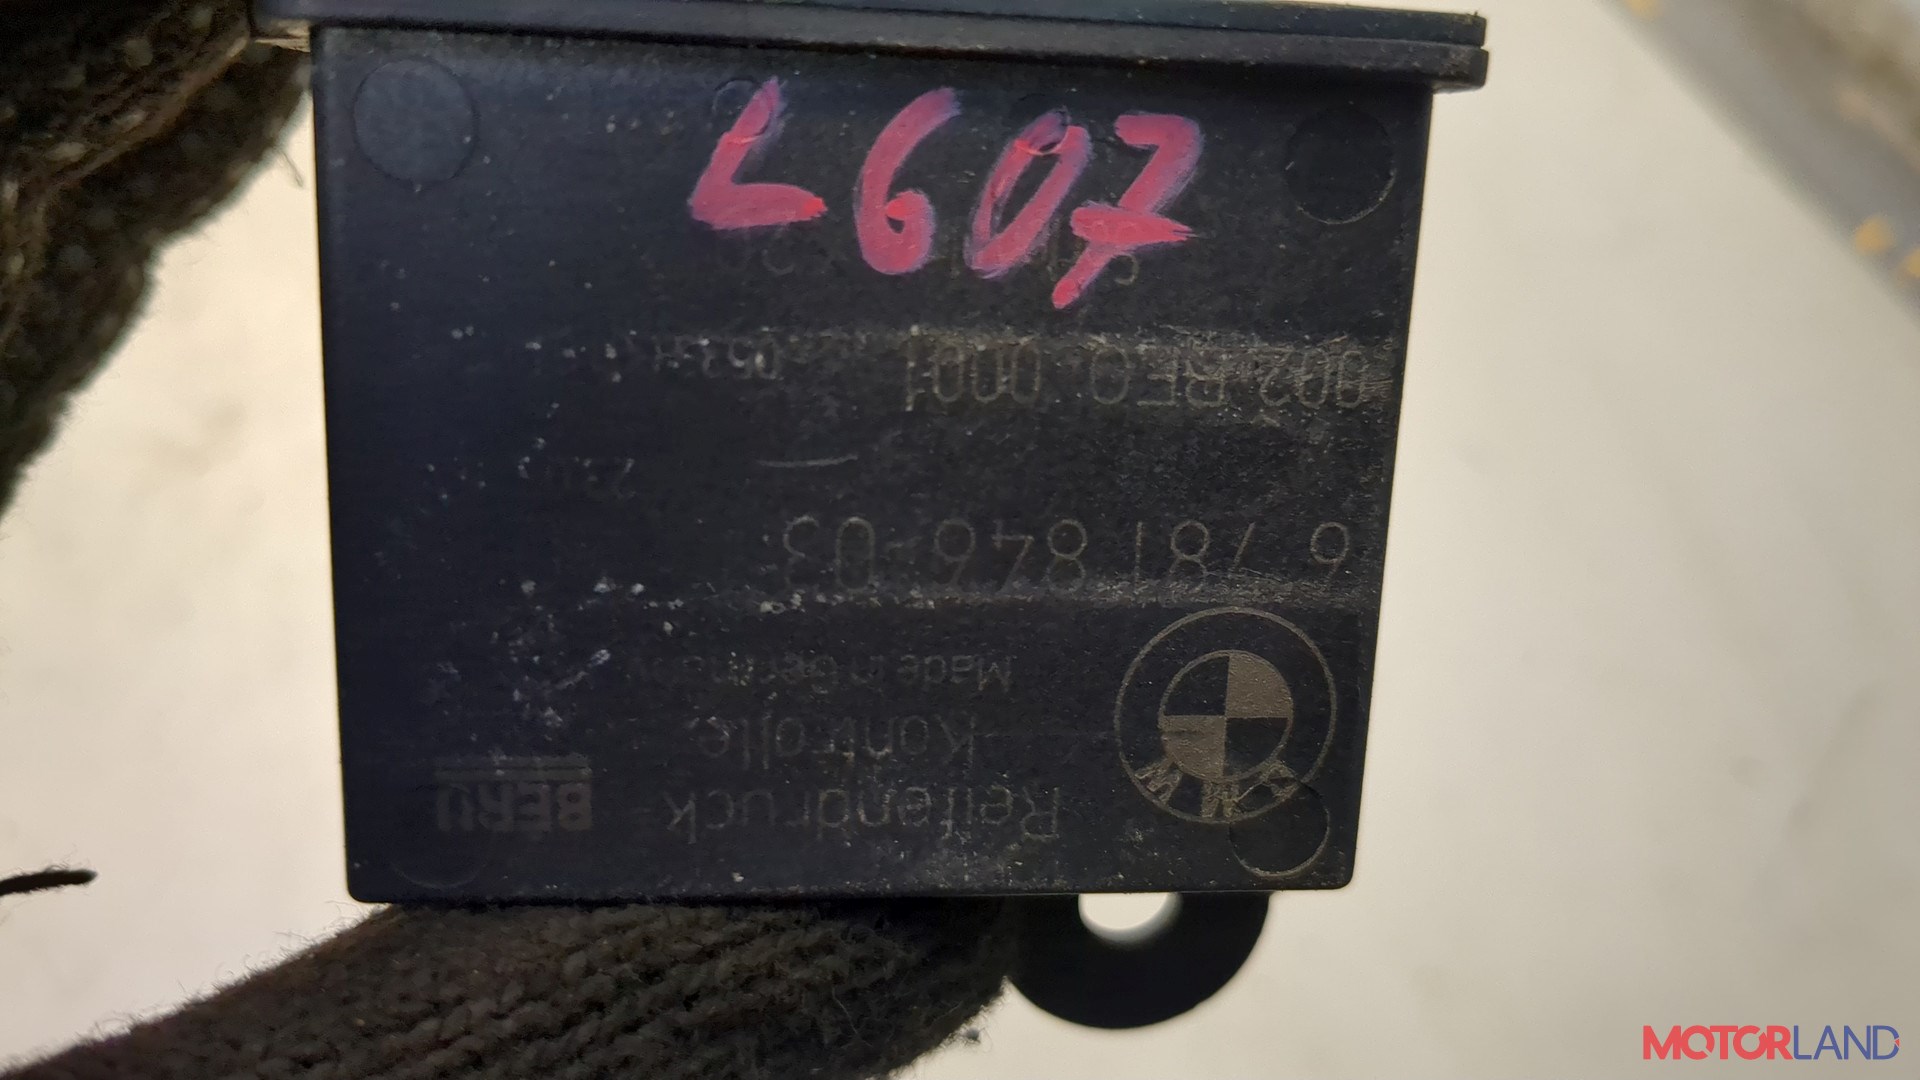 L607
Reifendruck-
Kontrolle
BERU
BMW
Made in Germany
6 781 846-03
002 RE0 0001
MOTORLAND